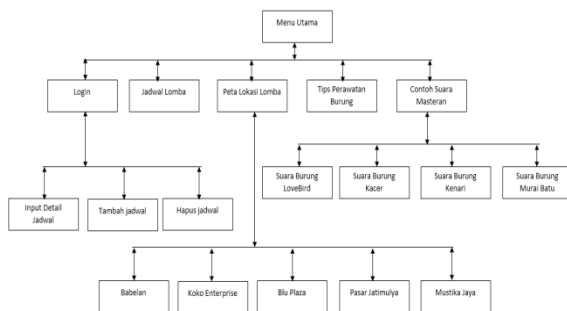 Menu Utama
Login
Jadwal Lomba
Peta Lokasi Lomba
Tips Perawatan
Burung
Contoh Suara
Masteran
Suara Burung
LoveBird
Suara Burung
Kacer
Suara Burung
Kenari
Suara Burung
Murai Batu
Input Detail
Jadwal
Tambah jadwal
Hapus jadwal
Babelan
Koko Enterprise
Blu Plaza
Pasar Jatimulya
Mustika Jaya